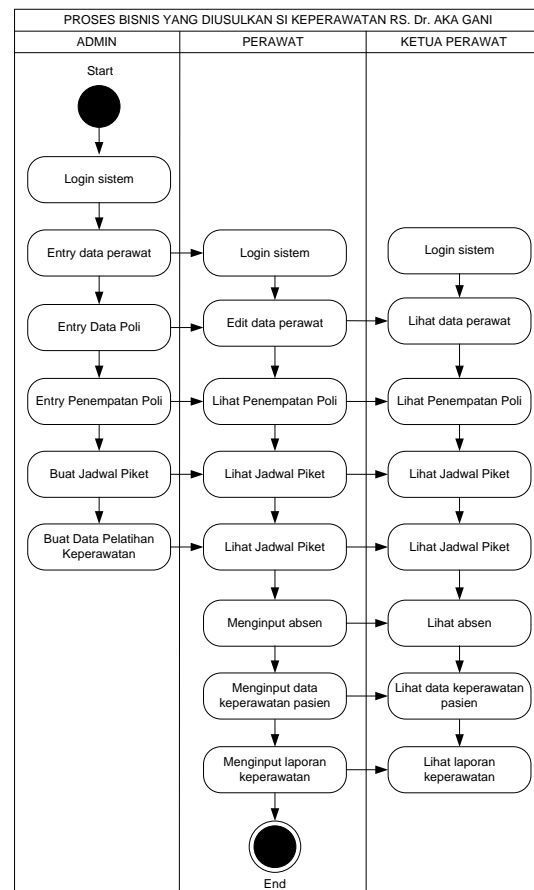 PROSES BISNIS YANG DIUSULKAN SI KEPERAWATAN RS. Dr. AKA GANI
ADMIN
PERAWAT
KETUA PERAWAT
Start
Login sistem
Entry data perawat
Login sistem
Login sistem
Entry Data Poli
Edit data perawat
Lihat data perawat
Entry Penempatan Poli
Lihat Penempatan Poli
Lihat Penempatan Poli
Buat Jadwal Piket
Lihat Jadwal Piket
Lihat Jadwal Piket
Buat Data Pelatihan
Keperawatan
Lihat Jadwal Piket
Lihat Jadwal Piket
Menginput absen
Lihat absen
Menginput data
keperawatan pasien
Lihat data keperawatan
pasien
Menginput laporan
keperawatan
Lihat laporan
keperawatan
End